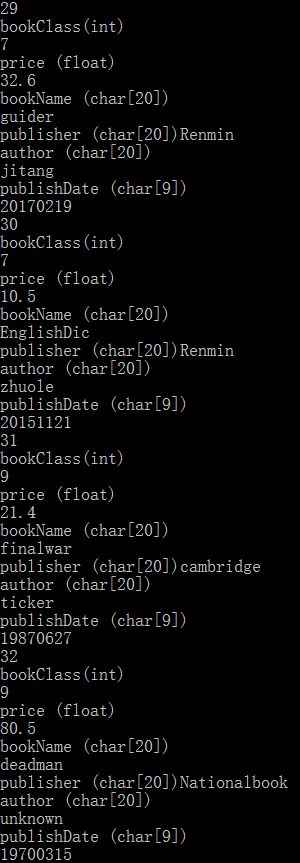 29
bookClass(int)
7
price (float)
32.6
bookName (char[20])
guider
publisher (char[20])Renmin
author (char[20])
jitang
publishDate (char[9])
20170219
30
bookClass(int)
7
price (float)
10.5
bookName (char[20])
EnglishDic
publisher (char[20])Renmin
author (char[20])
zhuole
publishDate (char[9])
20151121
31
bookClass(int)
9
price (float)
21.4
bookName (char[20])
finalwar
publisher (char[20])cambridge
author (char[20])
ticker
publishDate (char[9])
19870627
32
bookClass(int)
9
price (float)
80.5
bookName (char[20])
deadman
publisher (char[20])Nationalbook
author (char[20])
unknown
publishDate (char[9])
19700315